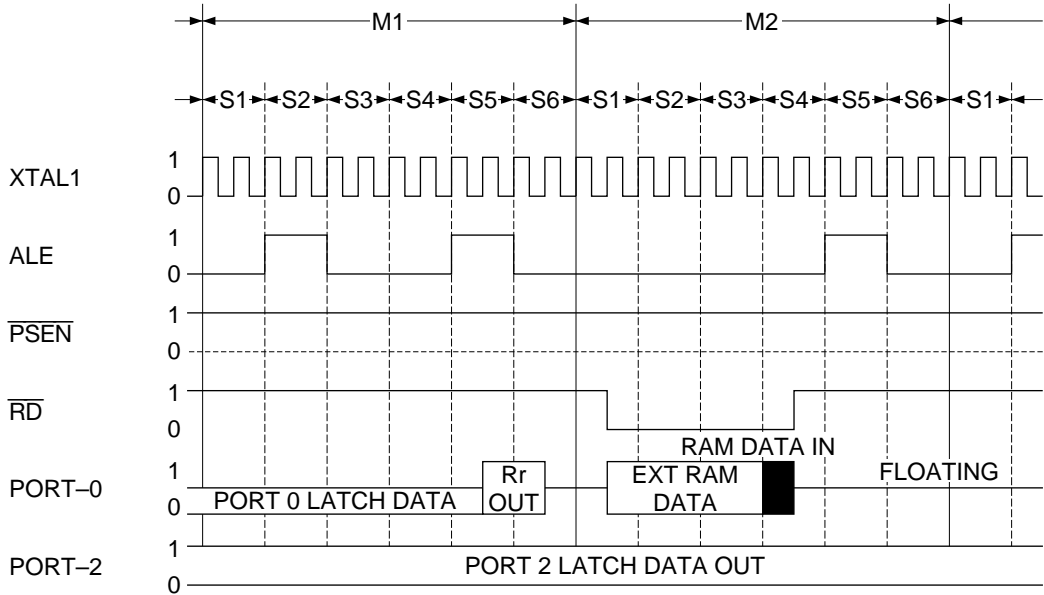 M1 M2
S1 S2 S3 S4 S5 S6 S1 S2 S3 S4 S5 S6 S1
XTAL1 1
0
ALE 1
0
PSEN 1
0
RD 1
0
RAM DATA IN
PORT–0 1
0
PORT 0 LATCH DATA
Rr
OUT
EXT RAM
DATA
FLOATING
PORT–2 1
0
PORT 2 LATCH DATA OUT